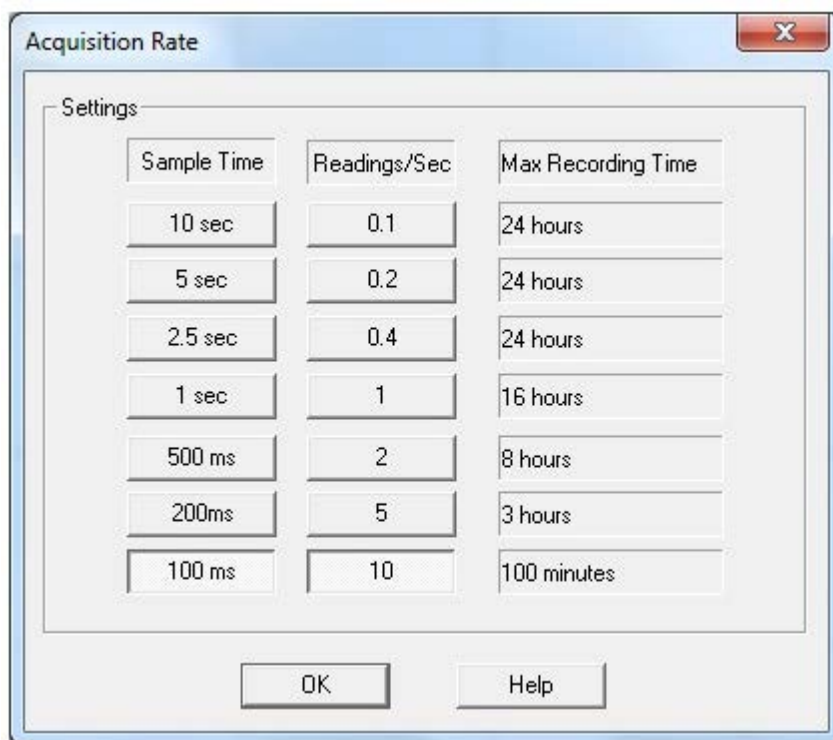 Acquisition Rate
Settings
Sample Time Readings/Sec Max Recording Time
10 sec 0.1 24 hours
5 sec 0.2 24 hours
2.5 sec 0.4 24 hours
1 sec 1 16 hours
500 ms 2 8 hours
200ms 5 3 hours
100 ms 10 100 minutes
OK Help